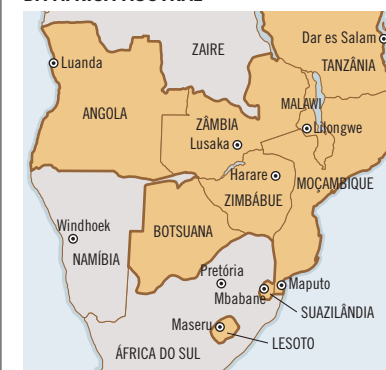 ZAIRE
Dar es Salam
TANZÂNIA
Luanda
ANGOLA
MALAWI
ZÂMBIA
Lilongwe
Lusaka
Harare
MOÇAMBIQUE
ZIMBÁBUE
Windhoek
BOTSUANA
NAMÍBIA
Pretória
Maputo
Mbabane
SUAZILÂNDIA
Maseru
LESOTO
ÁFRICA DO SUL